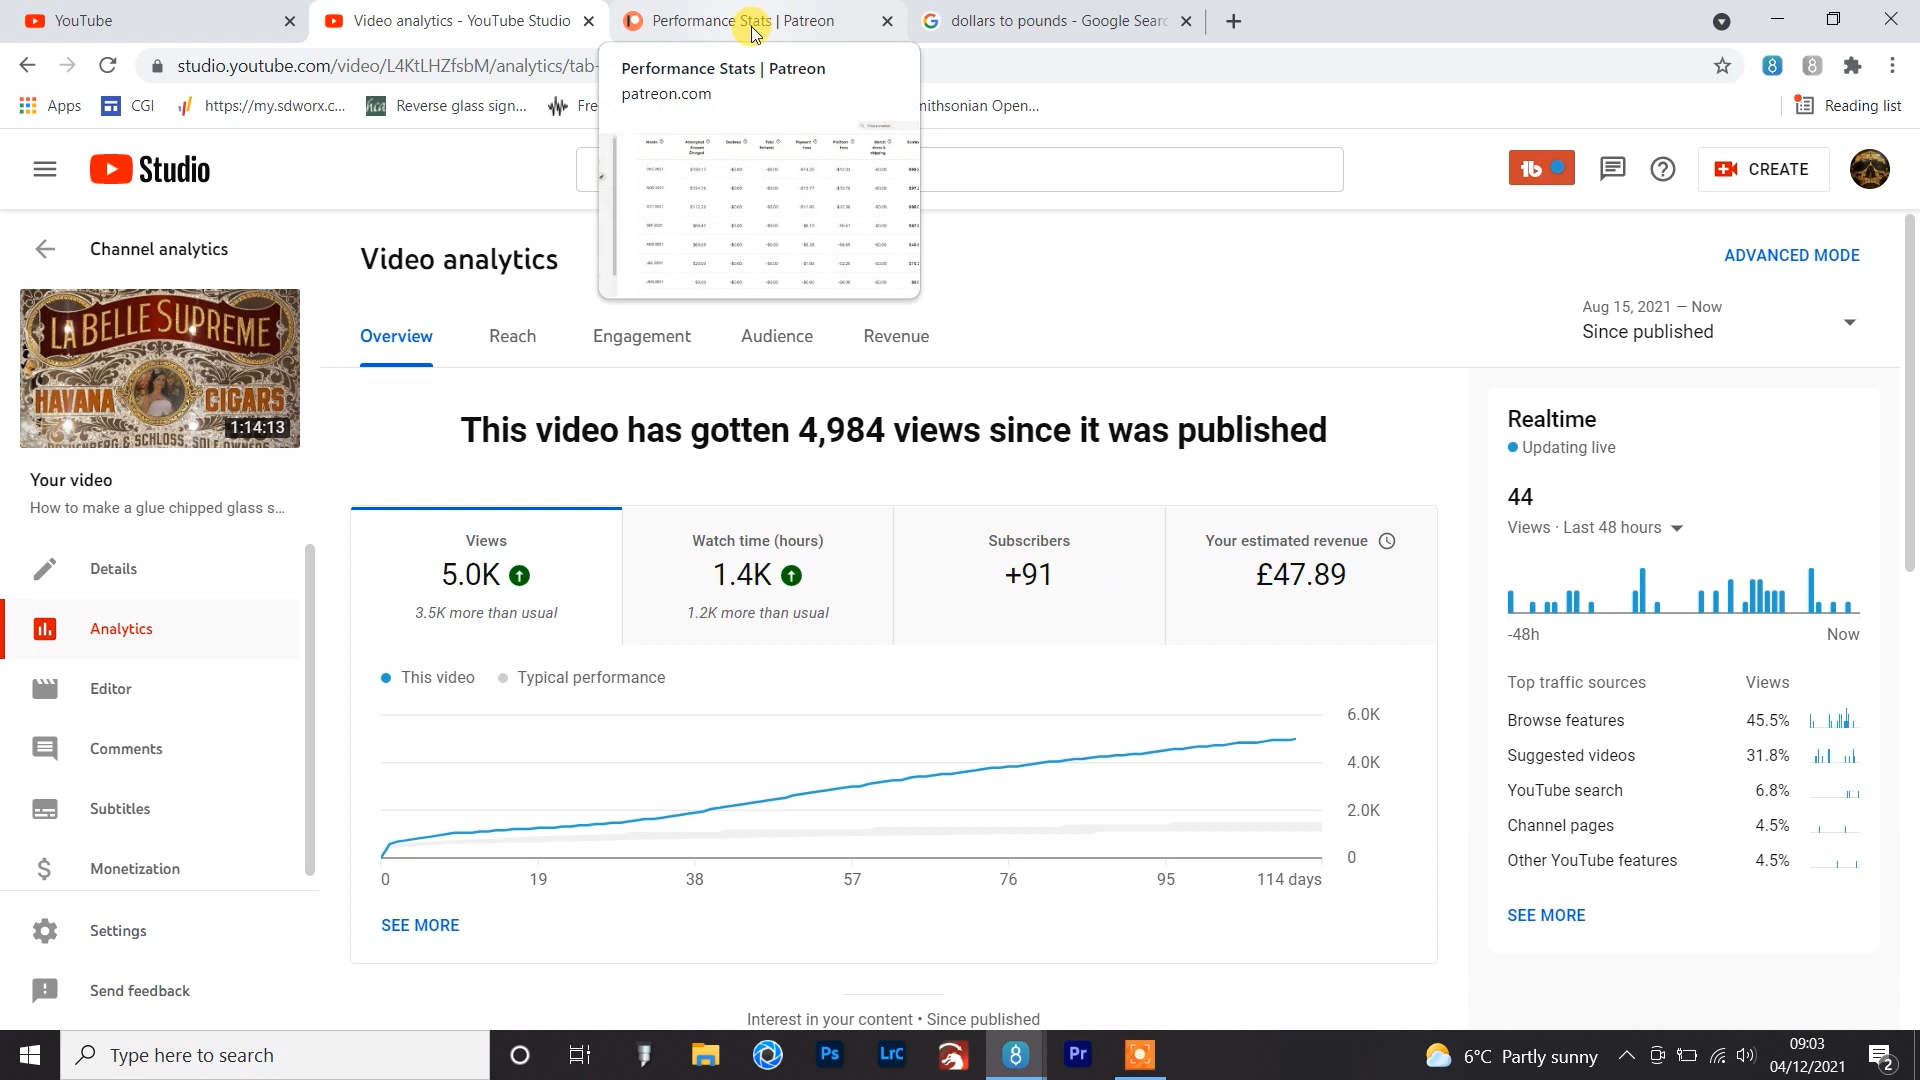 YouTube
Video analytics - YouTube Studio
Performance Stats | Patreon
dollars to pounds - Google Searc
studio.youtube.com/video/L4KtLHZfsbM/analytics/tab-
Performance Stats | Patreon
patreon.com
Apps
CGI
https://my.sdworx.c...
Reverse glass sign...
Fre
nithsonian Open...
Reading list
Studio
CREATE
Channel analytics
Video analytics
ADVANCED MODE
Aug 15, 2021 – Now
Since published
Overview
Reach
Engagement
Audience
Revenue
LA BELLE SUPREME
HAVANA CIGARS
1:14:13
& SCHLOSS, SOLE OWNERS
Your video
How to make a glue chipped glass s...
Details
Analytics
Editor
Comments
Subtitles
Monetization
Settings
Send feedback
This video has gotten 4,984 views since it was published
Views
5.0K
3.5K more than usual
Watch time (hours)
1.4K
1.2K more than usual
Subscribers
+91
Your estimated revenue
£47.89
This video
Typical performance
6.0K
4.0K
2.0K
0
0 19 38 57 76 95 114 days
SEE MORE
Interest in your content • Since published
Realtime
Updating live
44
Views · Last 48 hours
-48h Now
Top traffic sources Views
Browse features 45.5%
Suggested videos 31.8%
YouTube search 6.8%
Channel pages 4.5%
Other YouTube features 4.5%
SEE MORE
Type here to search
Ps
LrC
8
Pr
6°C Partly sunny
09:03
04/12/2021
2